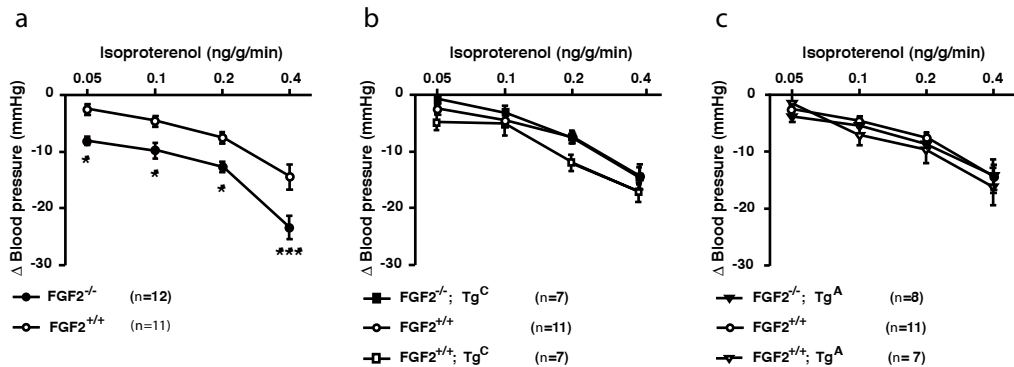 a
Isoproterenol (ng/g/min)
0.05 0.1 0.2 0.4
Δ Blood pressure (mmHg)
0
-10
-20
-30
*
*
*
***
FGF2-/- (n=12)
FGF2+/+ (n=11)
b
Isoproterenol (ng/g/min)
0.05 0.1 0.2 0.4
Δ Blood pressure (mmHg)
0
-10
-20
-30
FGF2-/-; TgC (n=7)
FGF2+/+ (n=11)
FGF2+/+; TgC (n=7)
c
Isoproterenol (ng/g/min)
0.05 0.1 0.2 0.4
Δ Blood pressure (mmHg)
0
-10
-20
-30
FGF2-/-; TgA (n=8)
FGF2+/+ (n=11)
FGF2+/+; TgA (n= 7)